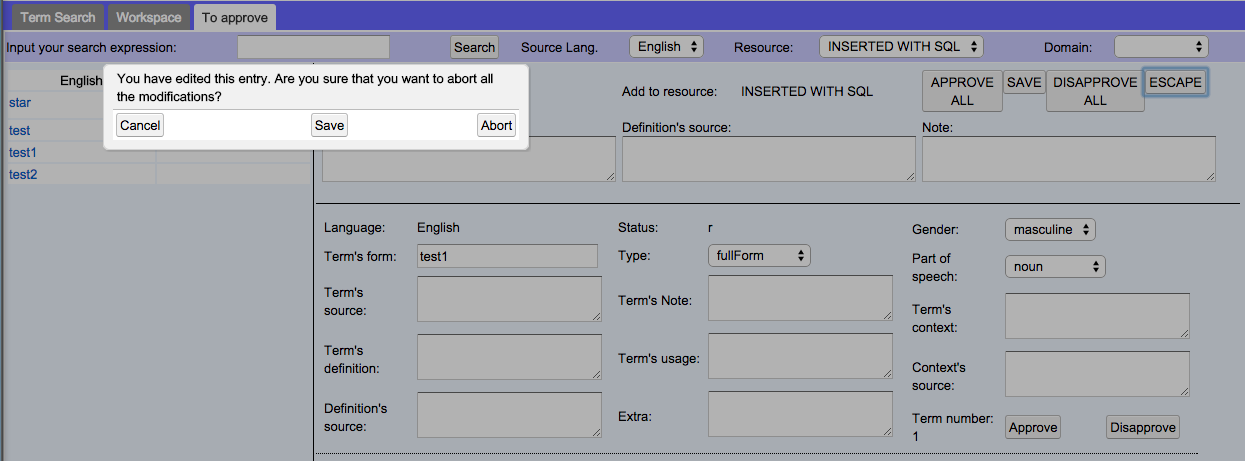 Term Search Workspace To approve
Input your search expression: Search Source Lang. English Resource: INSERTED WITH SQL Domain:
English
star
test
test1
test2
You have edited this entry. Are you sure that you want to abort all
the modifications?
Cancel Save Abort
Add to resource: INSERTED WITH SQL
APPROVE
ALL
SAVE
DISAPPROVE
ALL
ESCAPE
Definition's source: Note:
Language: English Status: r Gender: masculine
Term's form: test1 Type: fullForm
Part of
speech:
noun
Term's
source:
Term's Note:
Term's
context:
Term's
definition:
Term's usage:
Context's
source:
Definition's
source:
Extra:
Term number:
1
Approve Disapprove